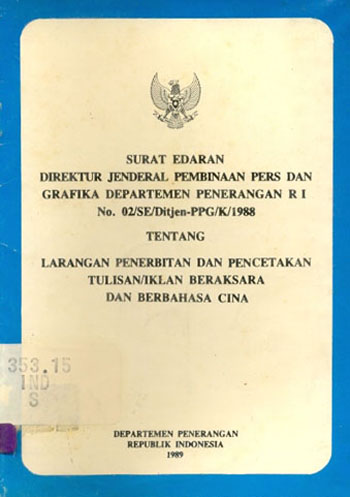 SURAT EDARAN
DIREKTUR JENDERAL PEMBINAAN PERS DAN
GRAFIKA DEPARTEMEN PENERANGAN R I
No. 02/SE/Ditjen-PPG/K/1988
TENTANG
LARANGAN PENERBITAN DAN PENCETAKAN
TULISAN/IKLAN BERAKSARA
DAN BERBAHASA CINA
353.15
IND
S
DEPARTEMEN PENERANGAN
REPUBLIK INDONESIA
1989